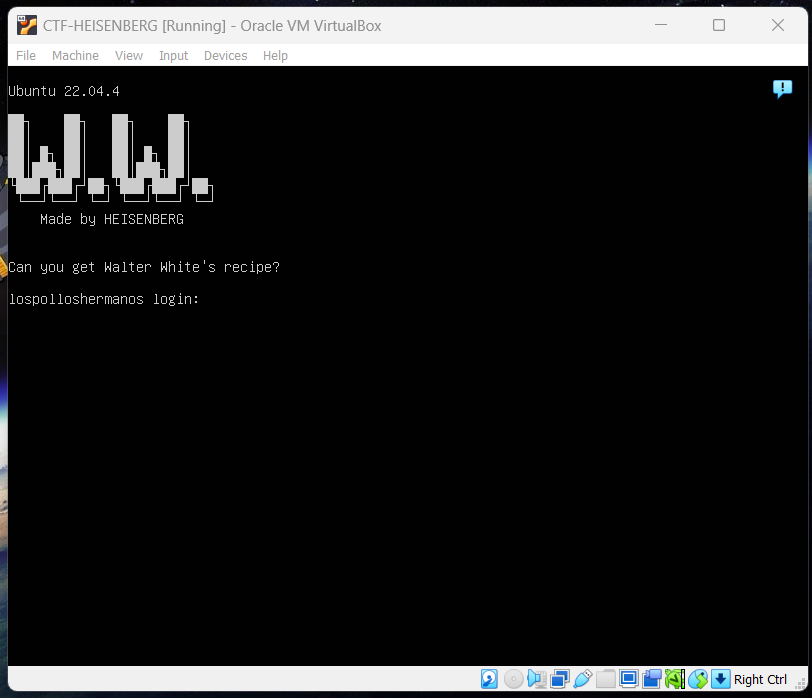 CTF-HEISENBERG [Running] - Oracle VM VirtualBox
File Machine View Input Devices Help
Ubuntu 22.04.4
W.W.
Made by HEISENBERG
Can you get Walter White's recipe?
lospolloshermanos login:
Right Ctrl